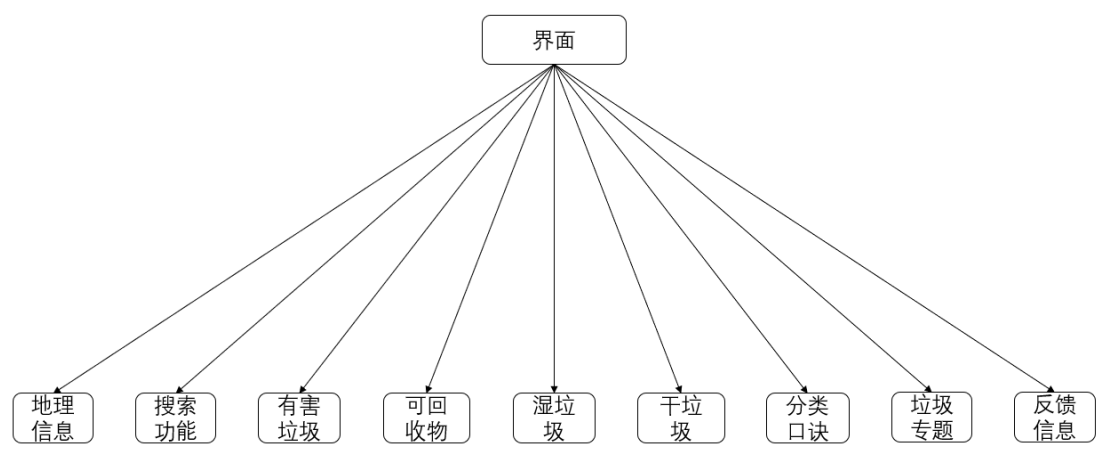 界面
地理
信息
搜索
功能
有害
垃圾
可回
收物
湿垃
圾
干垃
圾
分类
口诀
垃圾
专题
反馈
信息